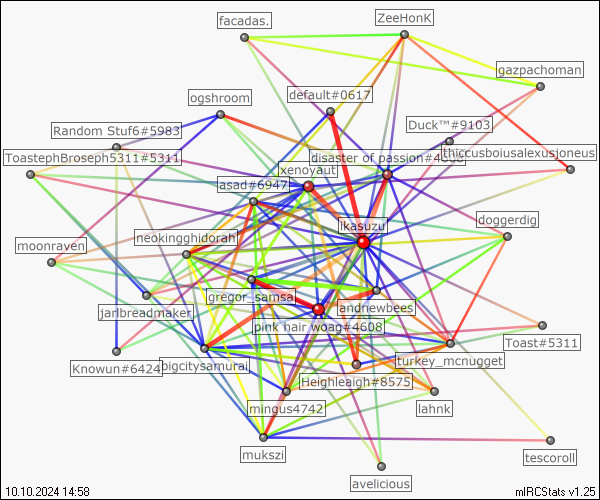 facadas.
ZeeHonK
gazpachoman
ogshroom
default#0617
Duck™#9103
Random Stuf6#5983
disaster of passion#4
thiccusboiusalexusjoneus
ToastephBroseph5311#5311
xenoyaut
asad#6947
ikasuzu
doggerdig
neokingghidorah
moonraven
gregor_samsa
andhewbees
jarlbreadmaker
pink hair woag#4608
Toast#5311
Knowun#6424
bigcitysamurai
turkey_mcnugget
Heighleaigh#8575
mingus4742
lahnk
mukszi
tescoroll
avelicious
10.10.2024 14:58
mIRCStats v1.25